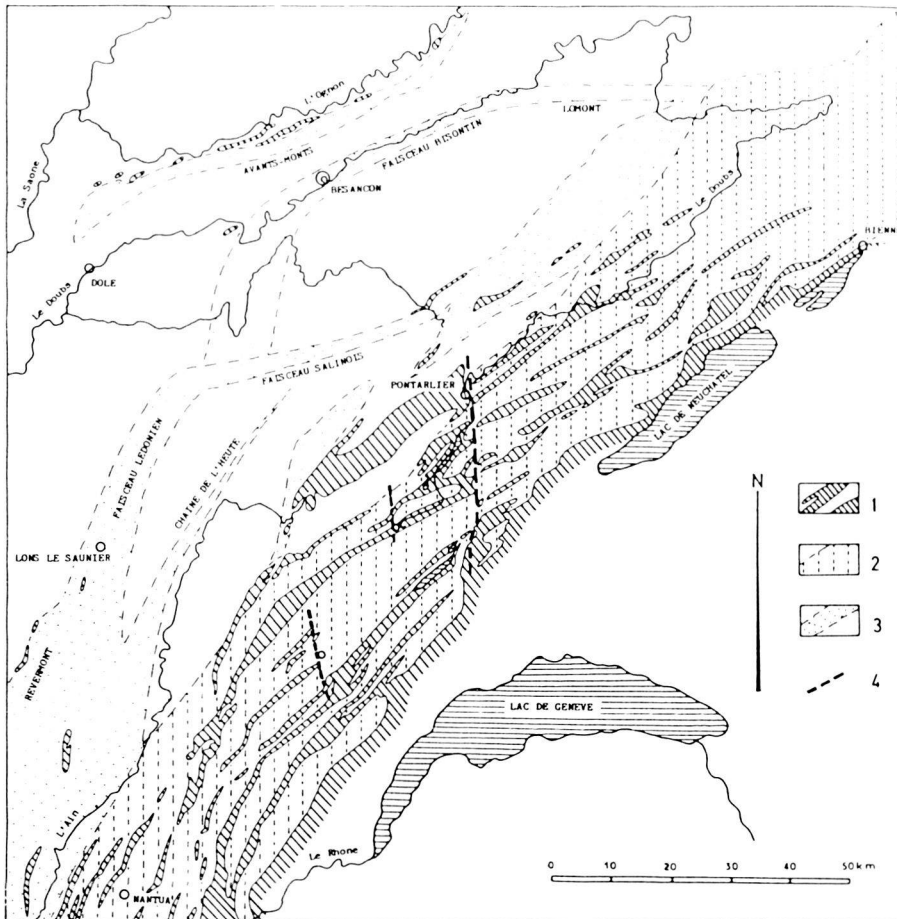 L'Ognon
LOMONT
FAISCEAU BISONTIN
AVANTS-MONTS
La Saone
BESANCON
Le Doubs
BIENN
DOLE
Le Doubs
FAISCEAU SALINOIS
PONTARLIER
LAC DE NEUCHATEL
FAISCEAU LEDONIEN
CHAINE DE L'HEUTE
N
1
LONS LE SAUNIER
2
3
REVERMONT
4
LAC DE GENEVE
L'Ain
Le Rhone
0 10 20 30 40 50 km
NANTUA